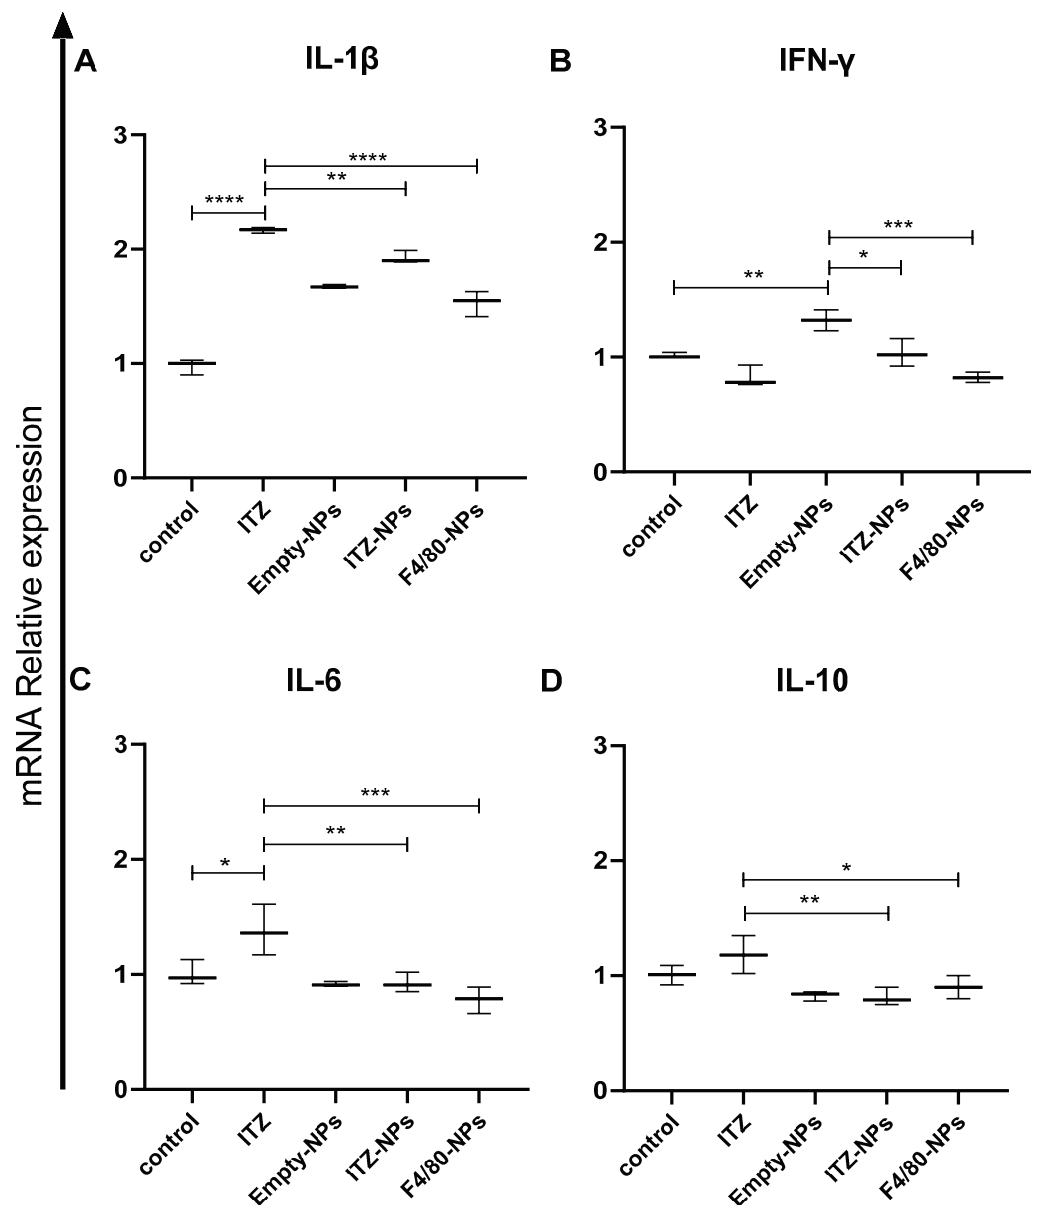 mRNA Relative expression
A
IL-1β
3
2
1
0
****
**
****
control
ITZ
Empty-NPs
ITZ-NPs
F4/80-NPs
B
IFN-γ
3
2
1
0
***
*
**
control
ITZ
Empty-NPs
ITZ-NPs
F4/80-NPs
C
IL-6
3
2
1
0
***
**
*
control
ITZ
Empty-NPs
ITZ-NPs
F4/80-NPs
D
IL-10
3
2
1
0
*
**
control
ITZ
Empty-NPs
ITZ-NPs
F4/80-NPs